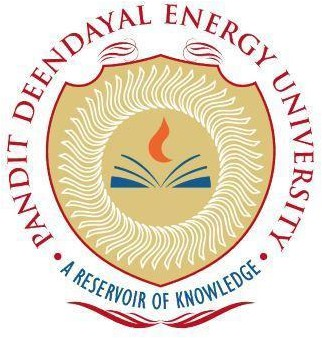 • PANDIT DEENDAYAL ENERGY UNIVERSITY •
A RESERVOIR OF KNOWLEDGE